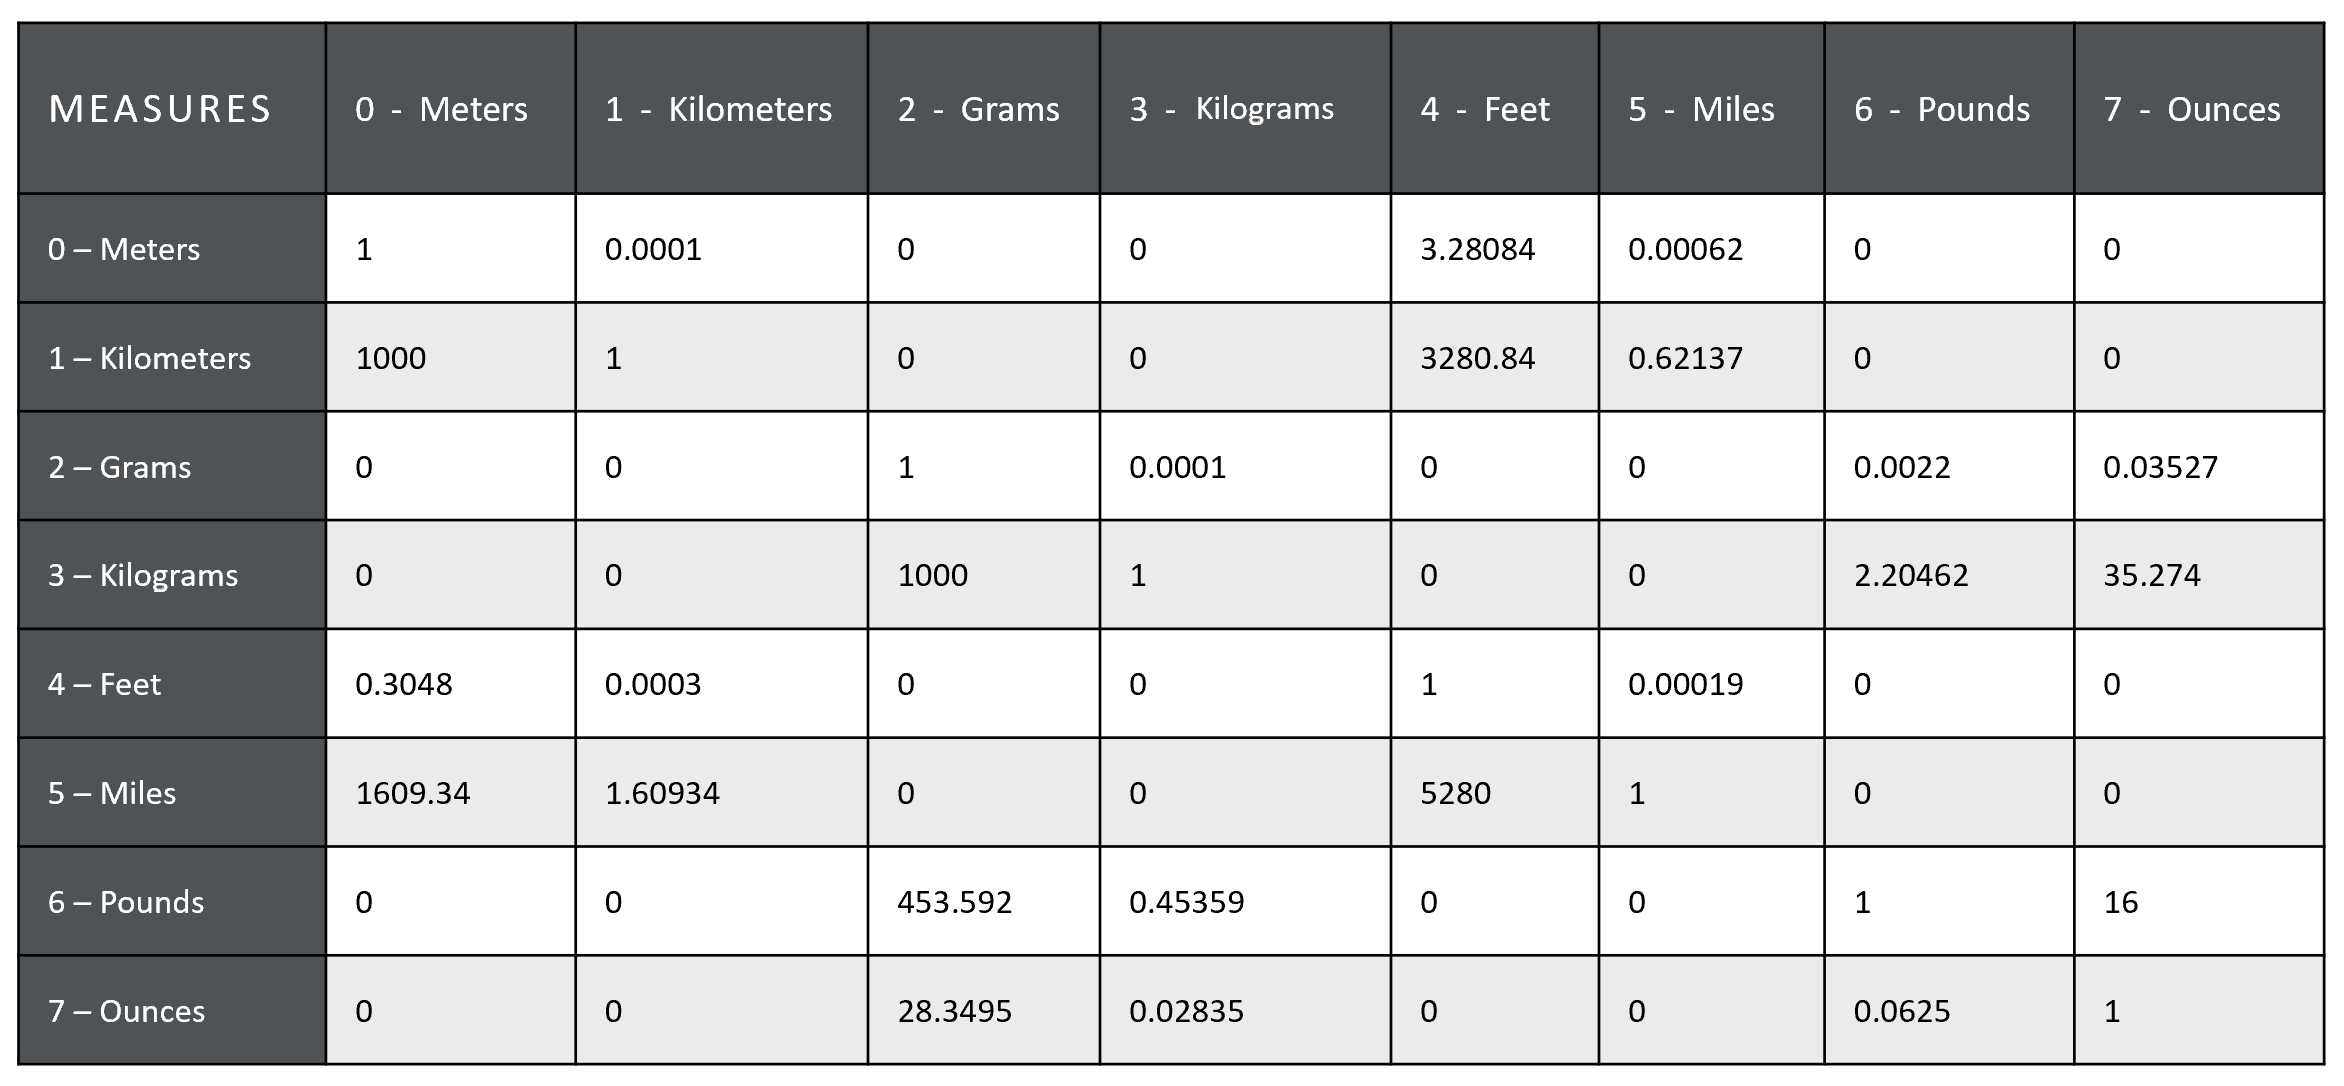 MEASURES 0 - Meters 1 - Kilometers 2 - Grams 3 - Kilograms 4 - Feet 5 - Miles 6 - Pounds 7 - Ounces
0 – Meters 1 0.0001 0 0 3.28084 0.00062 0 0
1 – Kilometers 1000 1 0 0 3280.84 0.62137 0 0
2 – Grams 0 0 1 0.0001 0 0 0.0022 0.03527
3 – Kilograms 0 0 1000 1 0 0 2.20462 35.274
4 – Feet 0.3048 0.0003 0 0 1 0.00019 0 0
5 – Miles 1609.34 1.60934 0 0 5280 1 0 0
6 – Pounds 0 0 453.592 0.45359 0 0 1 16
7 – Ounces 0 0 28.3495 0.02835 0 0 0.0625 1